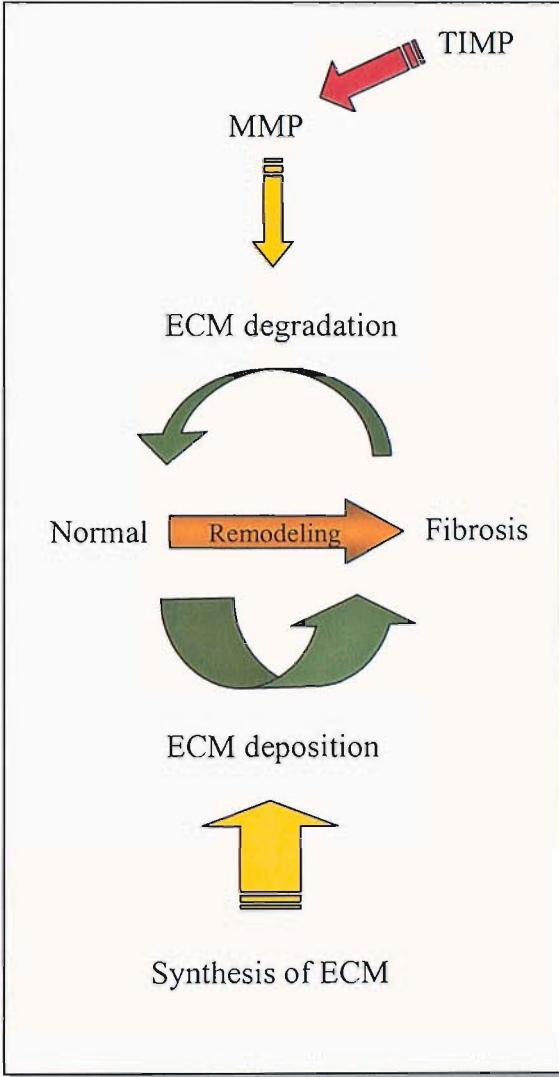 TIMP
MMP
ECM degradation
Normal
Remodeling
Fibrosis
ECM deposition
Synthesis of ECM